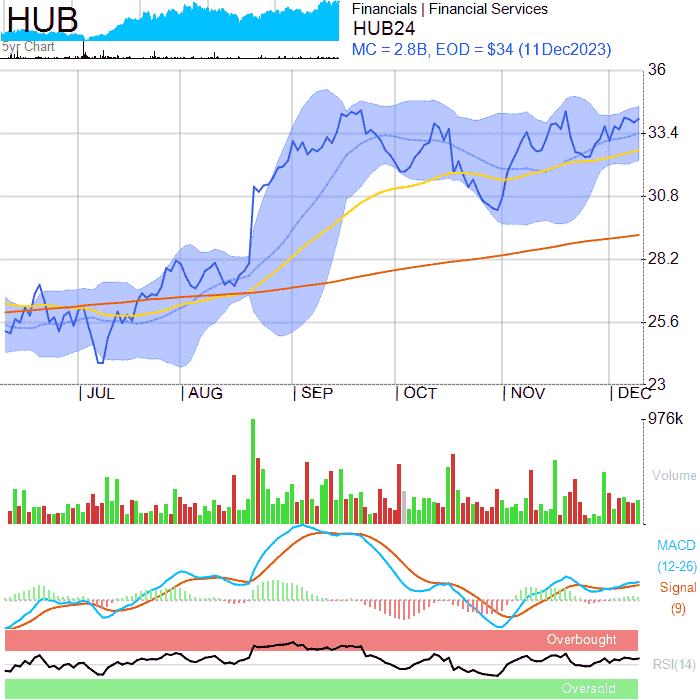 HUB
5yr Chart
Financials | Financial Services
HUB24
MC = 2.8B, EOD = $34 (11Dec2023)
36
33.4
30.8
28.2
25.6
23
JUL
AUG
SEP
OCT
NOV
DEC
976k
Volume
MACD
(12-26)
Signal
(9)
Overbought
RSI(14)
Oversold